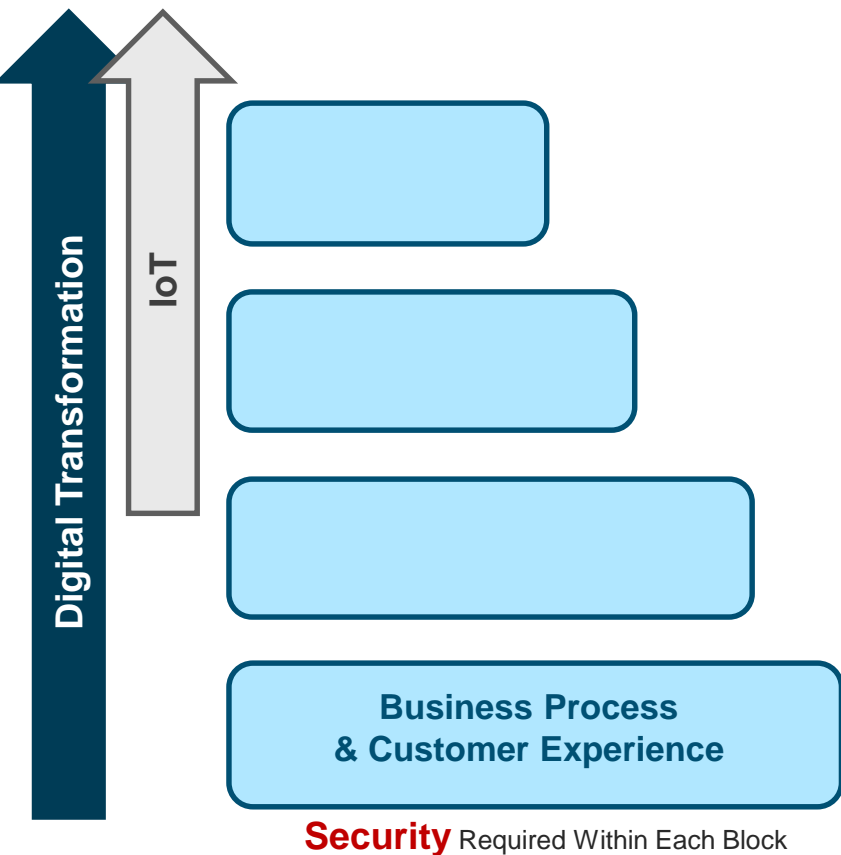 Digital Transformation
IoT
Business Process
& Customer Experience
Security Required Within Each Block